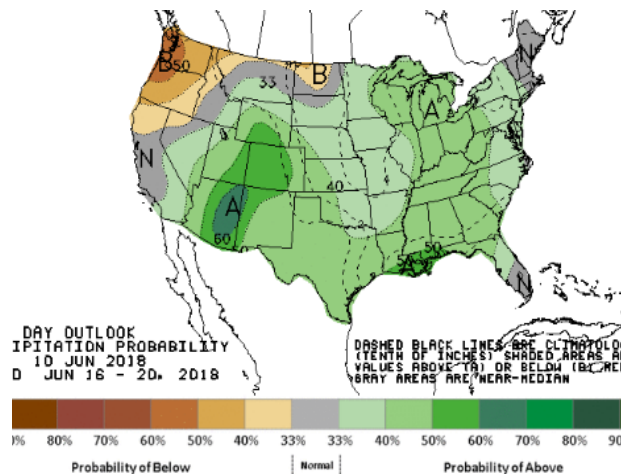 B 50
B
33
N
A
N
40
A
60
50
A
N
DAY OUTLOOK
IPITATION PROBABILITY
10 JUN 2018
D JUN 16 - 20, 2018
DASHED BLACK LINES ARE CLIMATOLOG
(TENTH OF INCHES) SHADED AREAS A
VALUES ABOVE (A) OR BELOW (B)
GRAY AREAS ARE NEAR-MEDIAN
0% 80% 70% 60% 50% 40% 33% 33% 40% 50% 60% 70% 80% 90
Probability of Below Normal Probability of Above